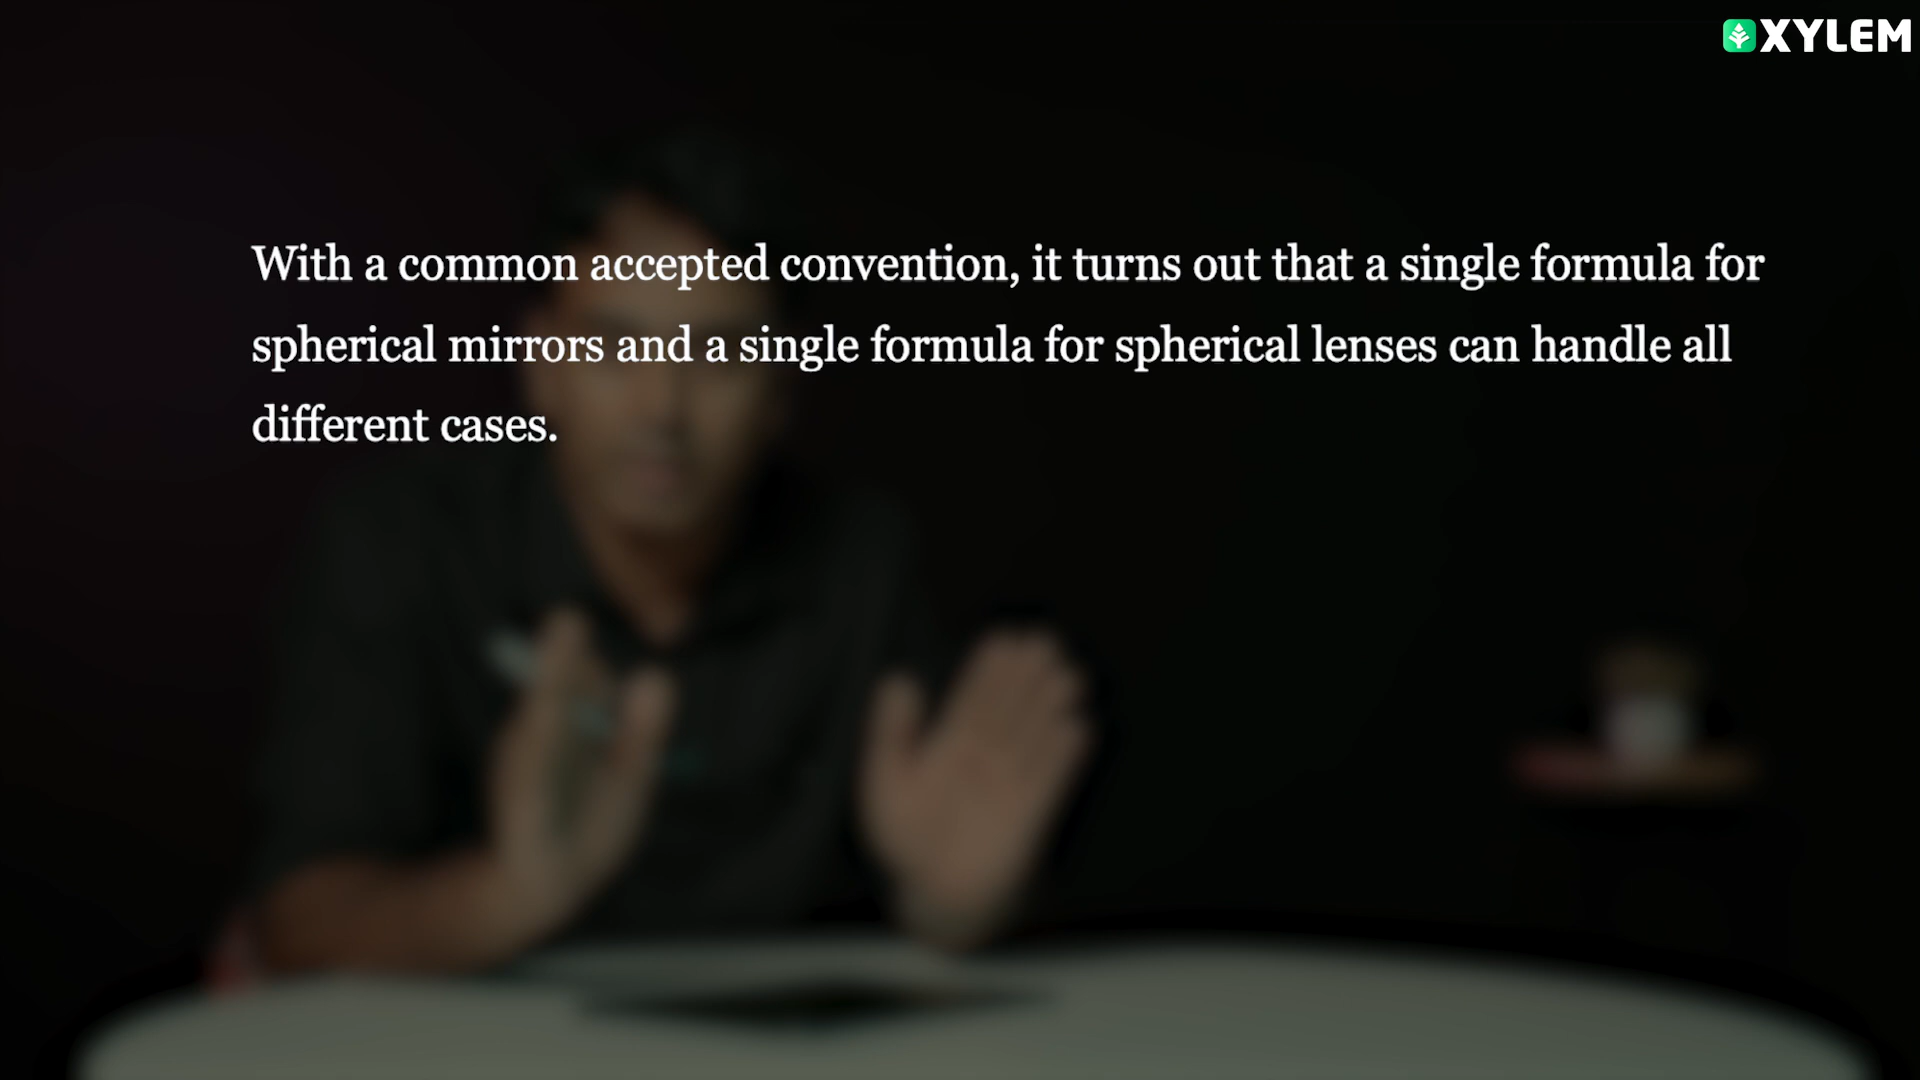 XYLEM
With a common accepted convention, it turns out that a single formula for
spherical mirrors and a single formula for spherical lenses can handle all
different cases.